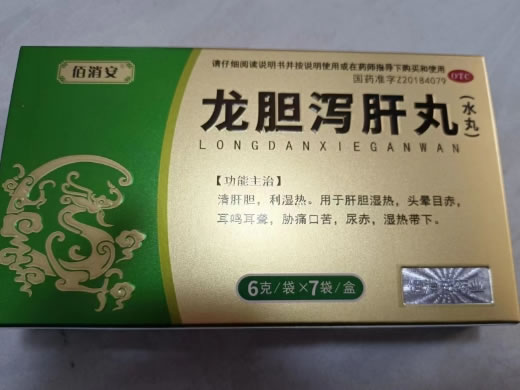 佰消安
请仔细阅读说明书并按说明使用或在药师指导下购买和使用
国药准字Z20184079
OTC
龙胆泻肝丸
(水丸)
LONGDANXIEGANWAN
【功能主治】
清肝胆，利湿热。用于肝胆湿热，头晕目赤，
耳鸣耳聋，胁痛口苦，尿赤，湿热带下。
6克/袋×7袋/盒